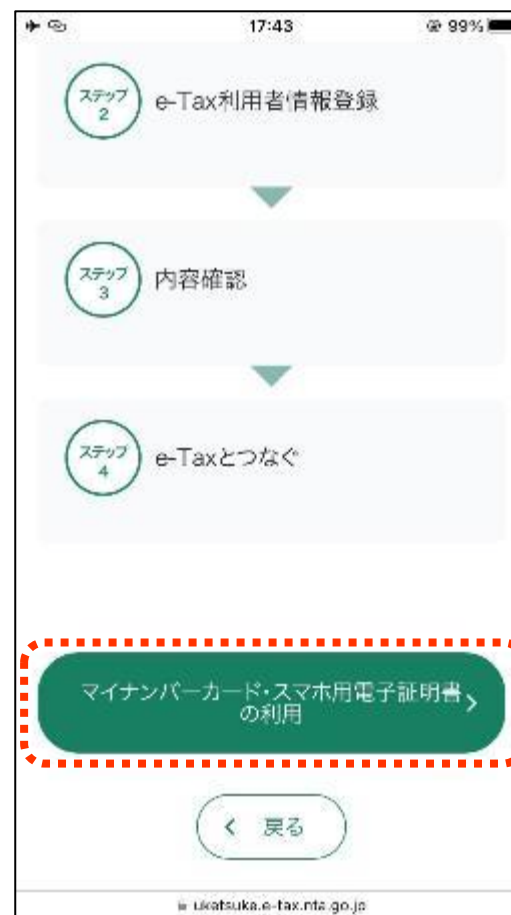 17:43
99%
ステップ
2
e-Tax利用者情報登録
ステップ
3
内容確認
ステップ
4
e-Taxとつなぐ
マイナンバーカード・スマホ用電子証明書
の利用
戻る
uketsuke.e-tax.nta.go.jp